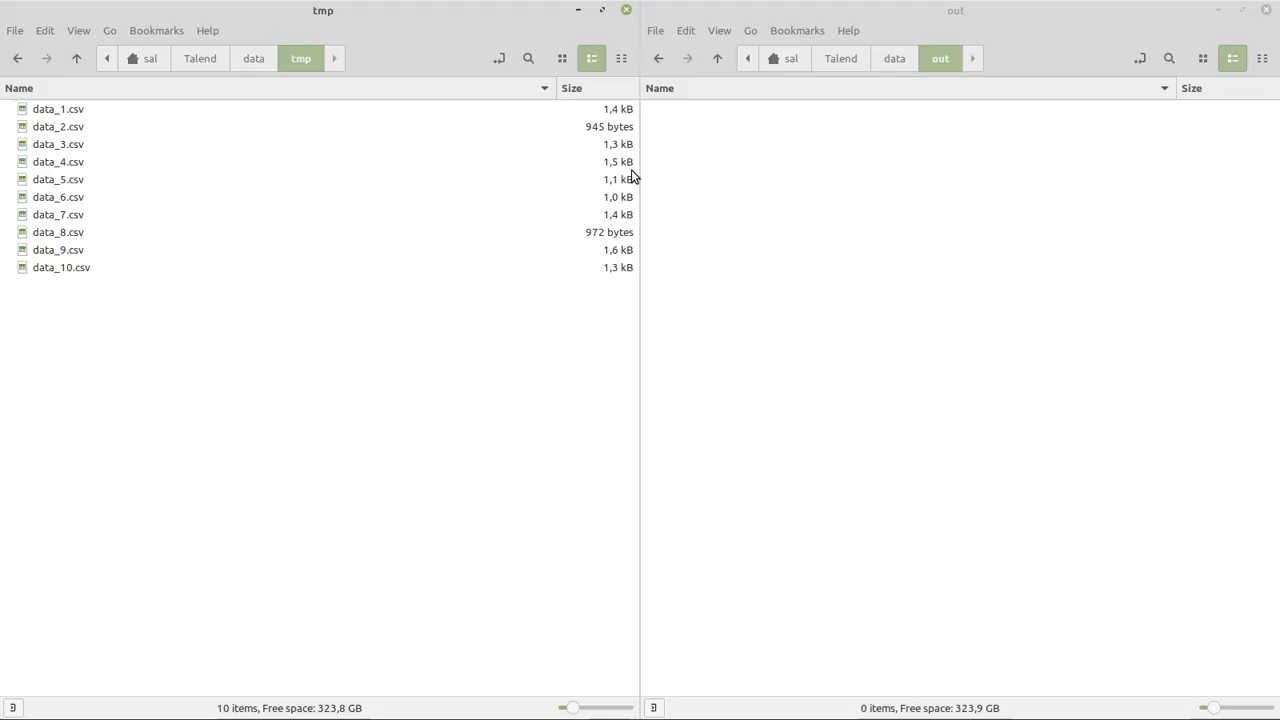 tmp
File Edit View Go Bookmarks Help
sal Talend data tmp
Name Size
data_1.csv 1,4 kB
data_2.csv 945 bytes
data_3.csv 1,3 kB
data_4.csv 1,5 kB
data_5.csv 1,1 kB
data_6.csv 1,0 kB
data_7.csv 1,4 kB
data_8.csv 972 bytes
data_9.csv 1,6 kB
data_10.csv 1,3 kB
10 items, Free space: 323,8 GB
out
File Edit View Go Bookmarks Help
sal Talend data out
Name Size
0 items, Free space: 323,9 GB